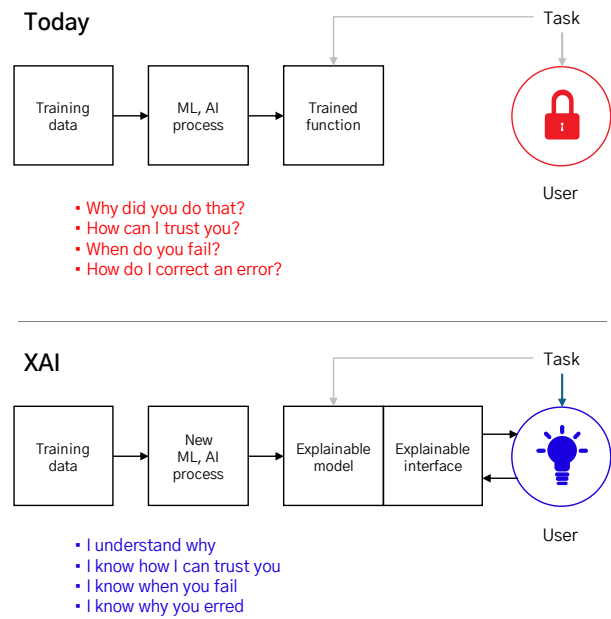 Today
Task
Training
data
ML, AI
process
Trained
function
User
▪ Why did you do that?
▪ How can I trust you?
▪ When do you fail?
▪ How do I correct an error?
XAI
Task
Training
data
New
ML, AI
process
Explainable
model
Explainable
interface
User
▪ I understand why
▪ I know how I can trust you
▪ I know when you fail
▪ I know why you erred